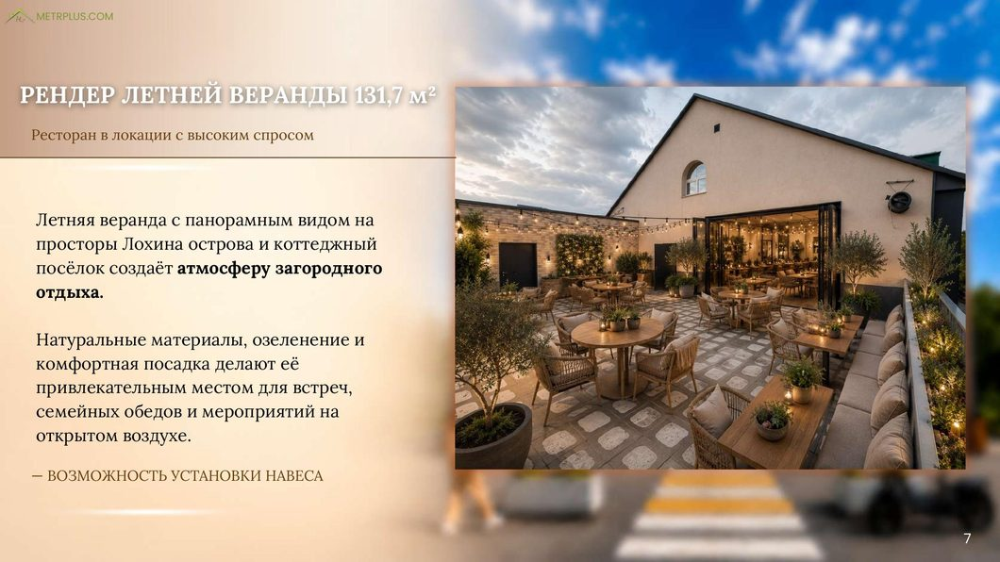 METRPLUS.COM
РЕНДЕР ЛЕТНЕЙ ВЕРАНДЫ 131,7 м²
Ресторан в локации с высоким спросом
Летняя веранда с панорамным видом на
просторы Лохина острова и коттеджный
посёлок создаёт атмосферу загородного
отдыха.
Натуральные материалы, озеленение и
комфортная посадка делают её
привлекательным местом для встреч,
семейных обедов и мероприятий на
открытом воздухе.
— ВОЗМОЖНОСТЬ УСТАНОВКИ НАВЕСА
7